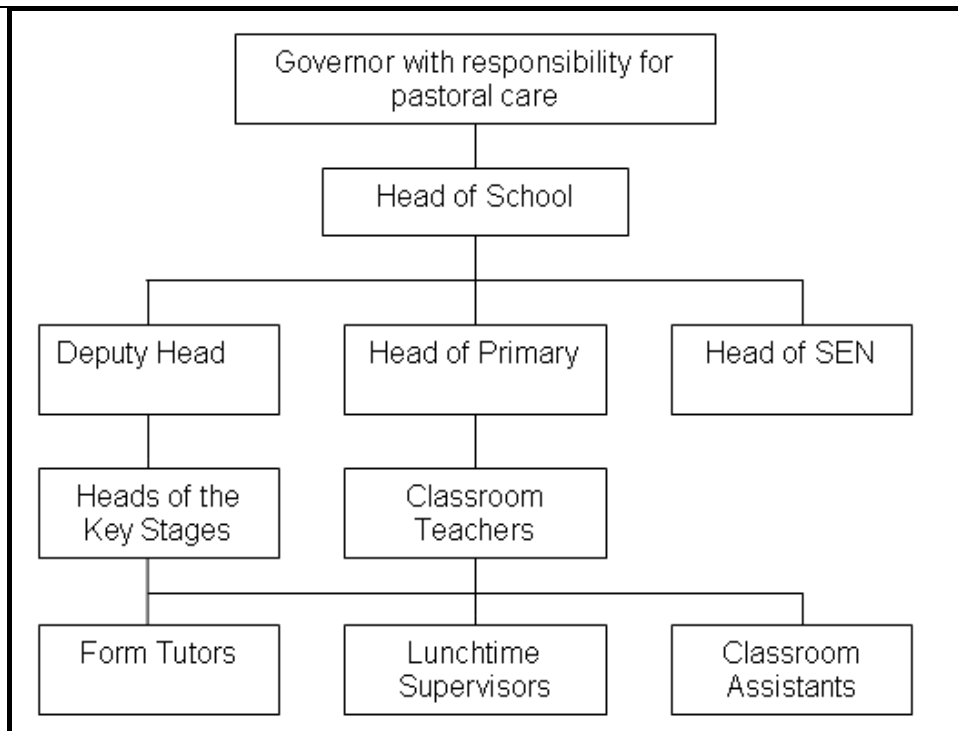 Governor with responsibility for
pastoral care
Head of School
Deputy Head
Head of Primary
Head of SEN
Heads of the
Key Stages
Classroom
Teachers
Form Tutors
Lunchtime
Supervisors
Classroom
Assistants